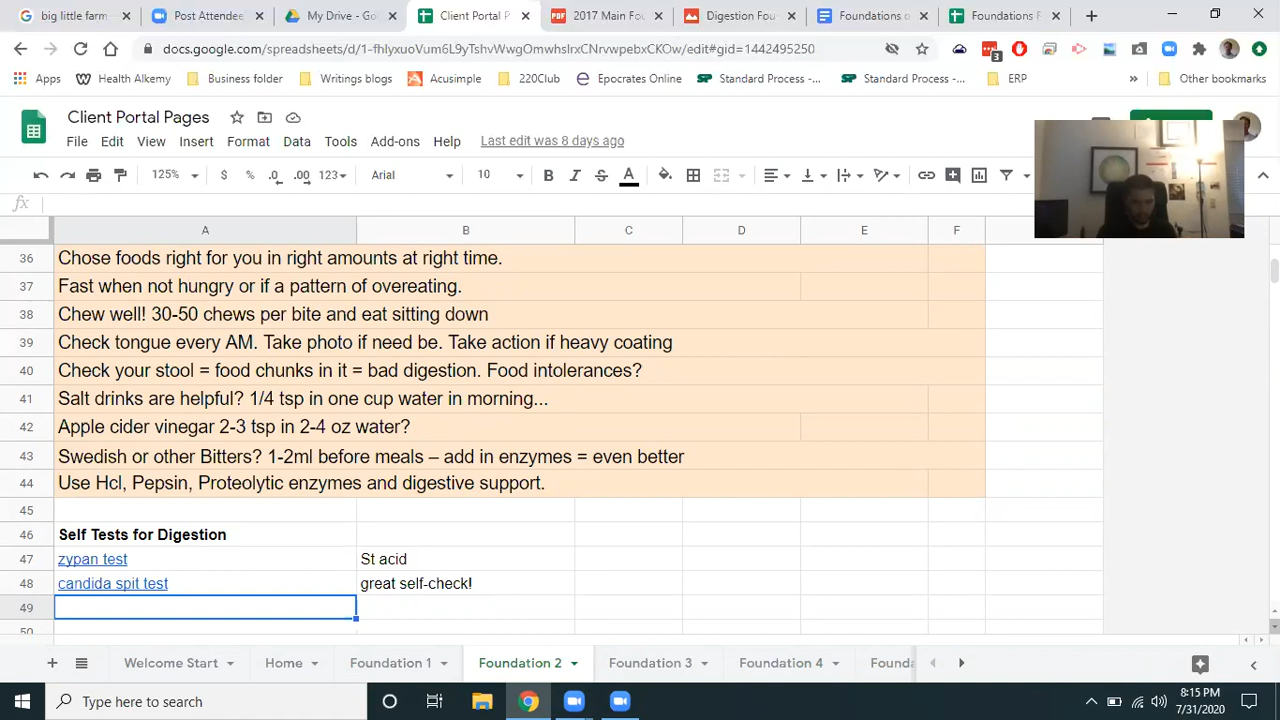 big little farm
Post Attendee
My Drive - Go
Client Portal P
2017 Main Fou
Digestion Fou
Foundations o
Foundations F
docs.google.com/spreadsheets/d/1-fhlyxuoVum6L9yTshvWwgOmwhsIrxCNrvwpebxCKOw/edit#gid=1442495250
3
Apps
Health Alkemy
Business folder
Writings blogs
Acusimple
220Club
Epocrates Online
Standard Process -...
Standard Process -...
ERP
Other bookmarks
Client Portal Pages
File Edit View Insert Format Data Tools Add-ons Help Last edit was 8 days ago
125% $ % .0 .00 123 Arial 10 B I S A
fx
A B C D E F
36 Chose foods right for you in right amounts at right time.
37 Fast when not hungry or if a pattern of overeating.
38 Chew well! 30-50 chews per bite and eat sitting down
39 Check tongue every AM. Take photo if need be. Take action if heavy coating
40 Check your stool = food chunks in it = bad digestion. Food intolerances?
41 Salt drinks are helpful? 1/4 tsp in one cup water in morning...
42 Apple cider vinegar 2-3 tsp in 2-4 oz water?
43 Swedish or other Bitters? 1-2ml before meals – add in enzymes = even better
44 Use Hcl, Pepsin, Proteolytic enzymes and digestive support.
45
46 Self Tests for Digestion
47 zypan test St acid
48 candida spit test great self-check!
49
50
Welcome Start Home Foundation 1 Foundation 2 Foundation 3 Foundation 4 Founda
Type here to search
8:15 PM
7/31/2020